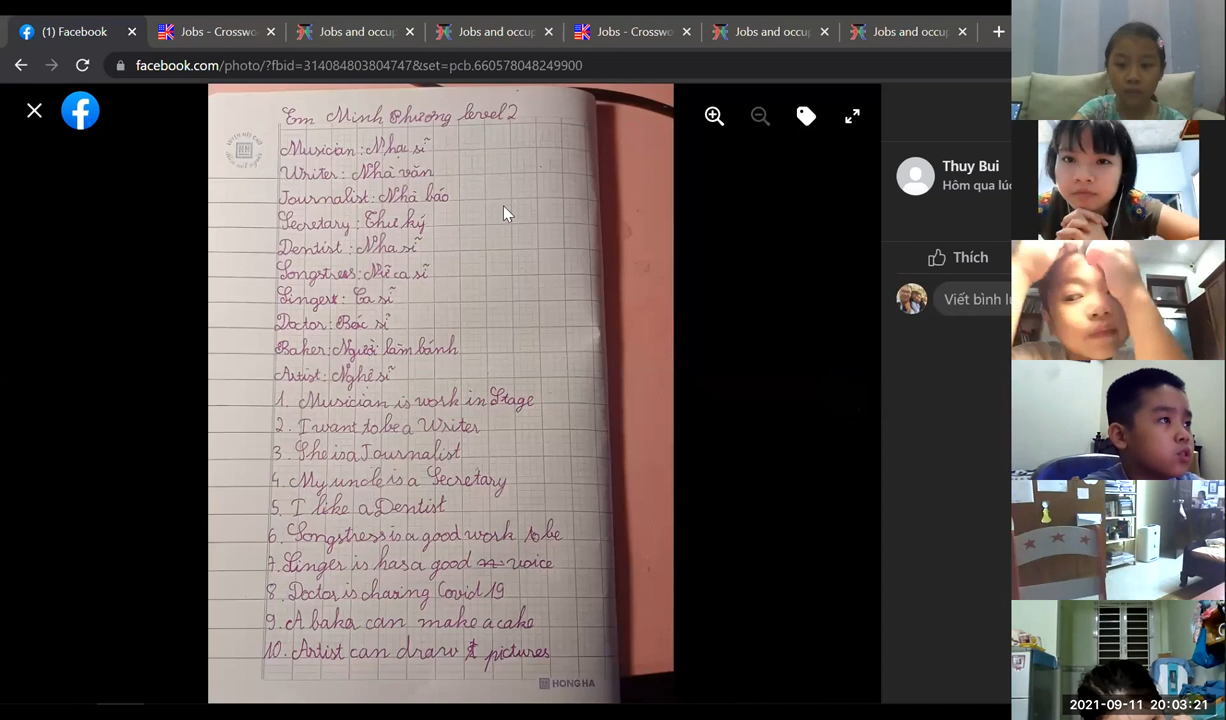 (1) Facebook
Jobs - Crosswo
Jobs and occup
Jobs and occup
Jobs - Crosswo
Jobs and occup
Jobs and occup
facebook.com/photo/?fbid=314084803804747&set=pcb.660578048249900
Em Minh Phương level 2
Musician: Nhạc sĩ
Writer: Nhà văn
Journalist: Nhà báo
Secretary: Thư ký
Dentist: Nha sĩ
Songstress: Nữ ca sĩ
Singer: Ca sĩ
Doctor: Bác sĩ
Baker: Người làm bánh
Artist: Nghệ sĩ
1. Musician is work in Stage
2. I want to be a Writer
3. She is a Journalist
4. My uncle is a Secretary
5. I like a Dentist
6. Songstress is a good work to be
7. Singer is has a good voice
8. Doctor is charing Covid 19
9. A baker can make a cake
10. Artist can draw pictures
HONG HA
Thuy Bui
Hôm qua lúc
Thích
Viết bình lu
2021-09-11 20:03:21